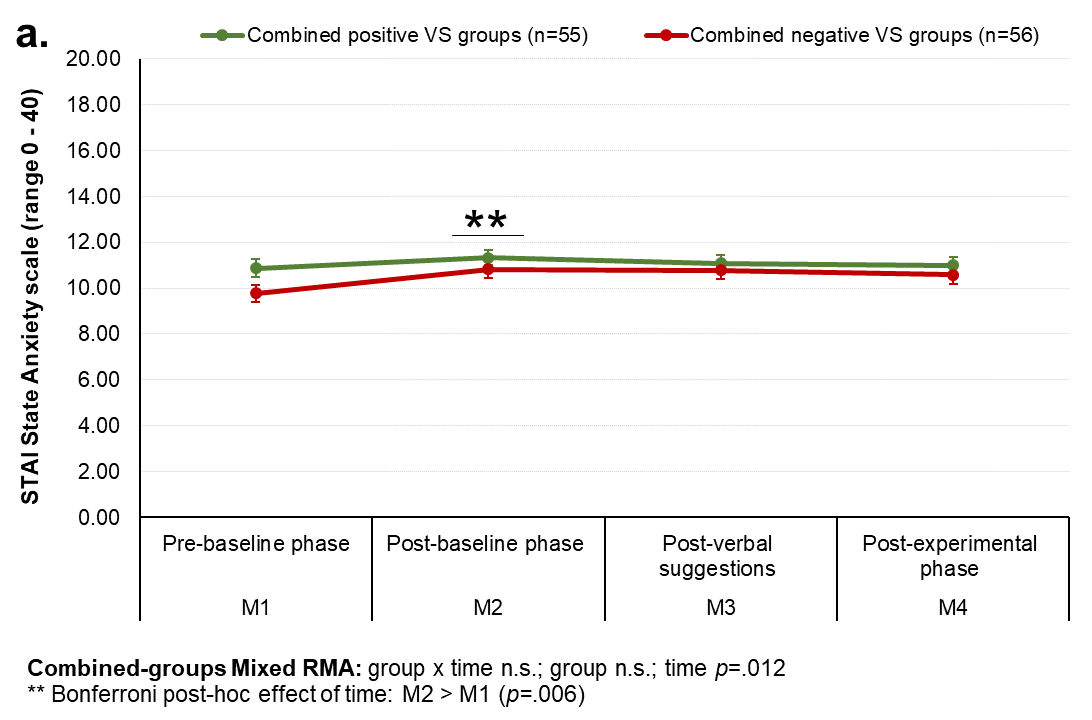 a.
Combined positive VS groups (n=55)
Combined negative VS groups (n=56)
STAI State Anxiety scale (range 0 - 40)
20.00
18.00
16.00
14.00
12.00
10.00
8.00
6.00
4.00
2.00
0.00
**
Pre-baseline phase
Post-baseline phase
Post-verbal
suggestions
Post-experimental
phase
M1
M2
M3
M4
Combined-groups Mixed RMA: group x time n.s.; group n.s.; time p=.012
** Bonferroni post-hoc effect of time: M2 > M1 (p=.006)